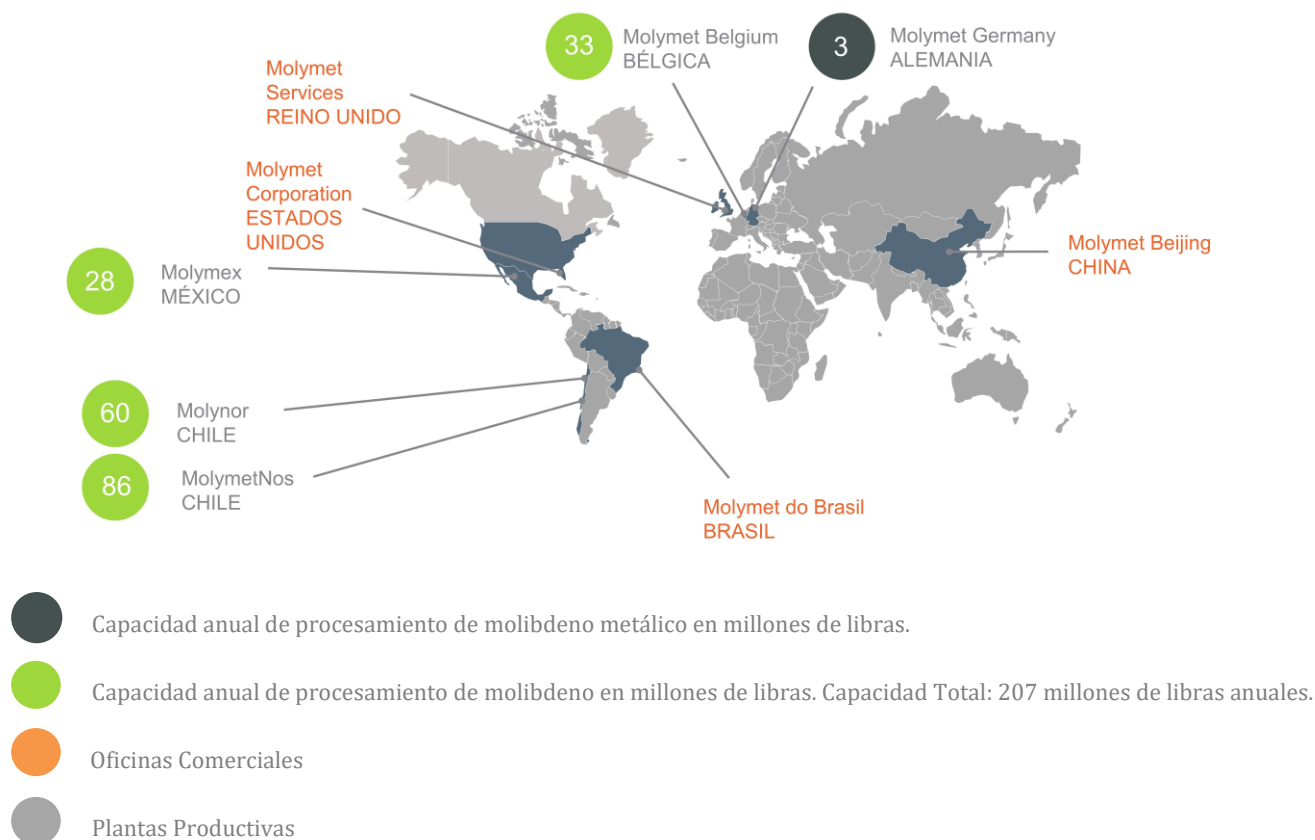 33
Molymet Belgium
BÉLGICA
3
Molymet Germany
ALEMANIA
Molymet
Services
REINO UNIDO
Molymet
Corporation
ESTADOS
UNIDOS
28
Molymex
MÉXICO
Molymet Beijing
CHINA
60
Molynor
CHILE
86
MolymetNos
CHILE
Molymet do Brasil
BRASIL
Capacidad anual de procesamiento de molibdeno metálico en millones de libras.
Capacidad anual de procesamiento de molibdeno en millones de libras. Capacidad Total: 207 millones de libras anuales.
Oficinas Comerciales
Plantas Productivas